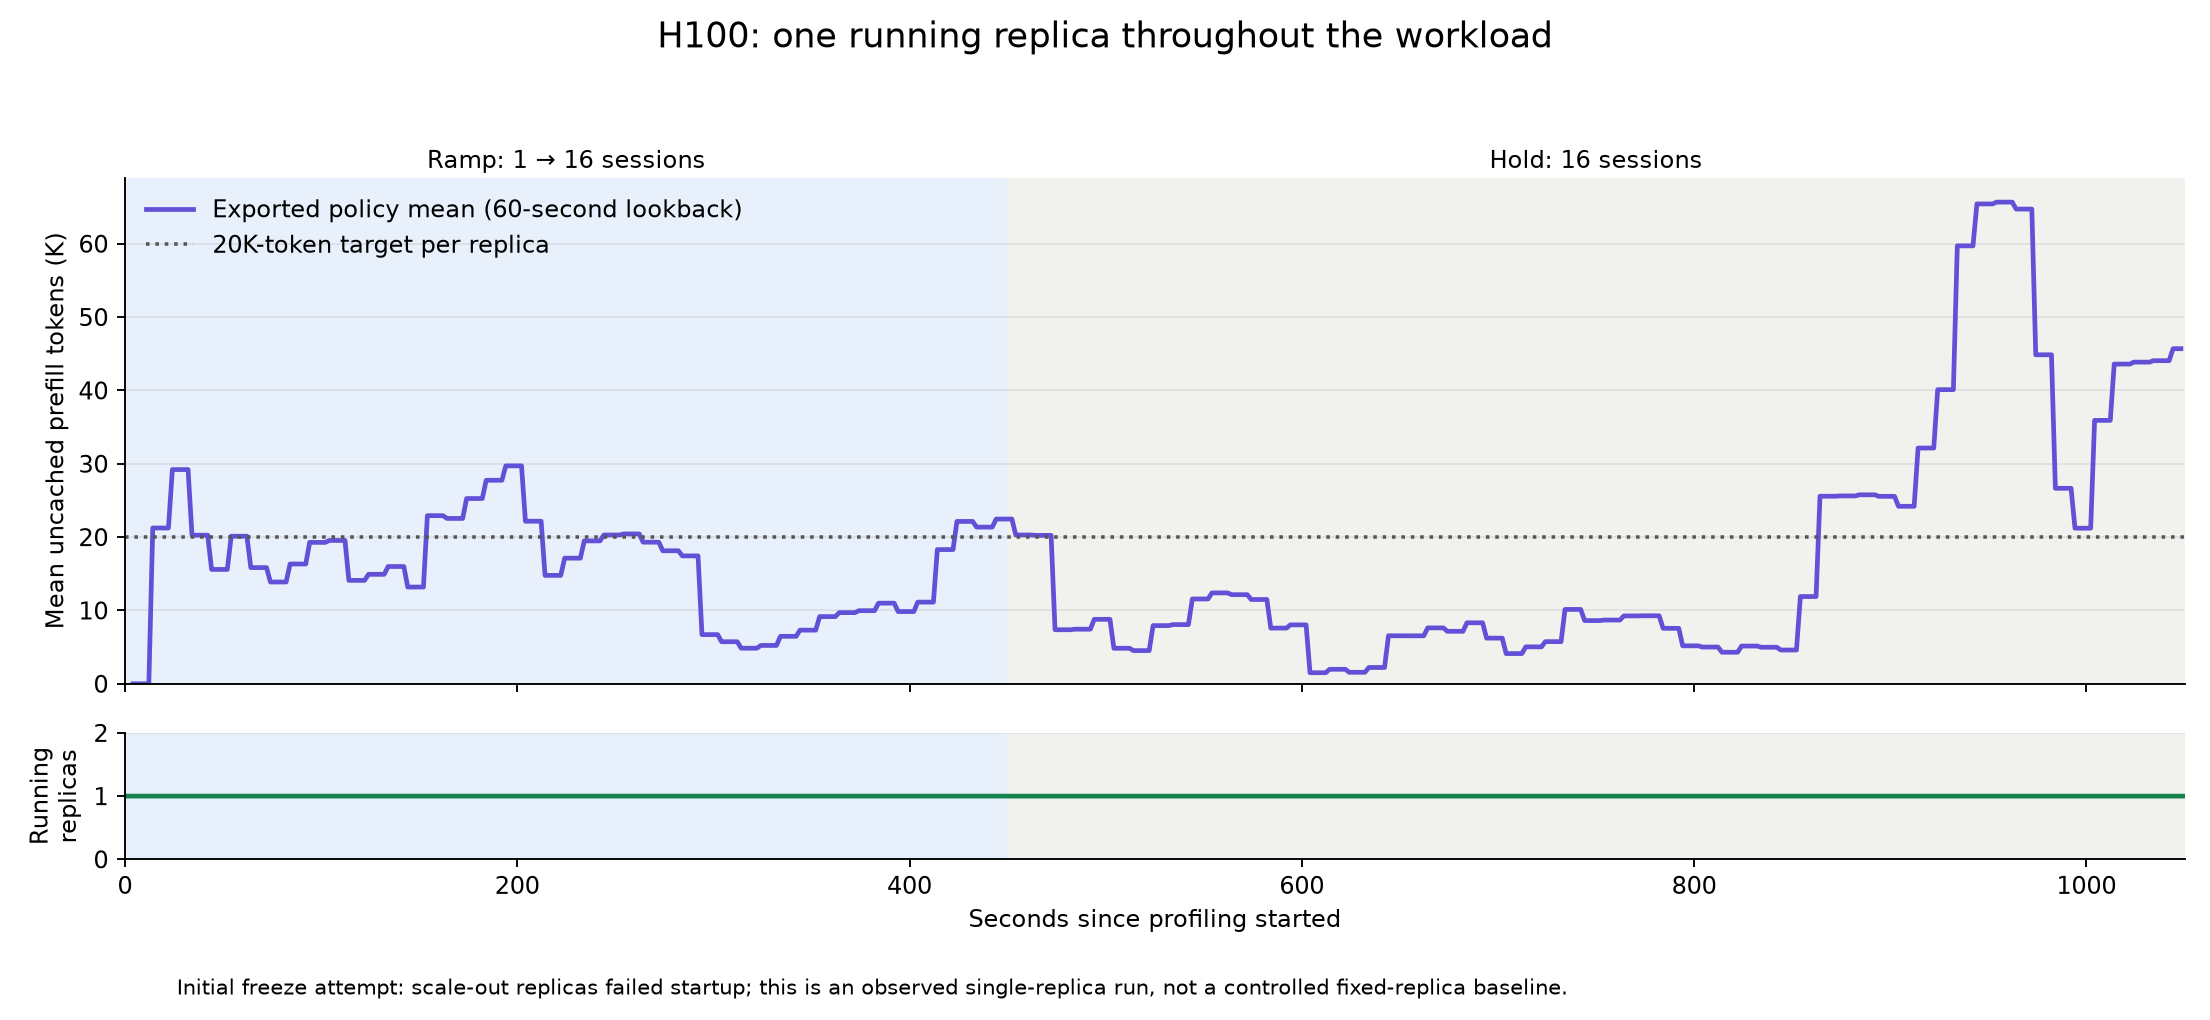 H100: one running replica throughout the workload
Ramp: 1 → 16 sessions
Hold: 16 sessions
Exported policy mean (60-second lookback)
20K-token target per replica
Mean uncached prefill tokens (K)
60
50
40
30
20
10
0
Running
replicas
2
1
0
0
200
400
600
800
1000
Seconds since profiling started
Initial freeze attempt: scale-out replicas failed startup; this is an observed single-replica run, not a controlled fixed-replica baseline.